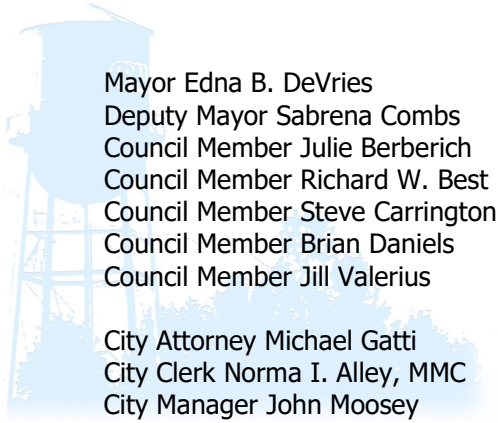 Mayor Edna B. DeVries
Deputy Mayor Sabrena Combs
Council Member Julie Berberich
Council Member Richard W. Best
Council Member Steve Carrington
Council Member Brian Daniels
Council Member Jill Valerius
City Attorney Michael Gatti
City Clerk Norma I. Alley, MMC
City Manager John Moosey